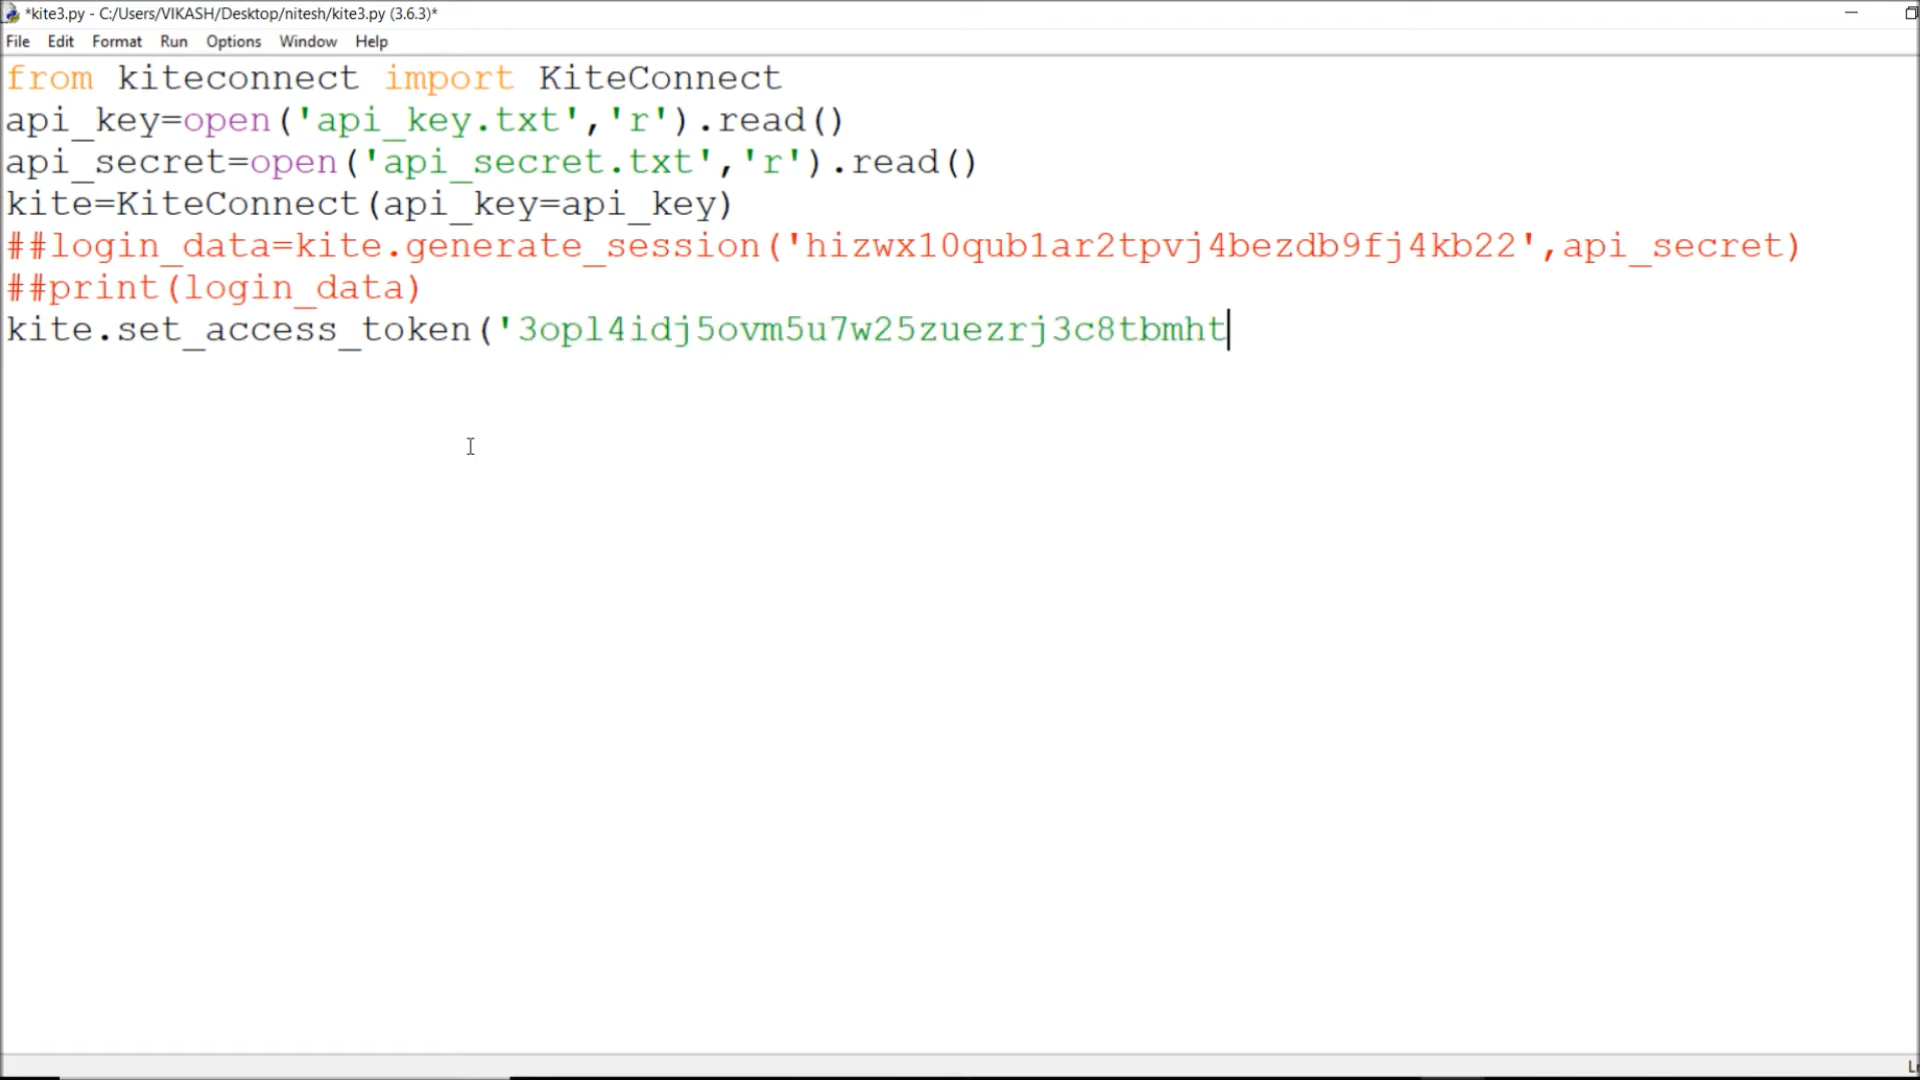 *kite3.py - C:/Users/VIKASH/Desktop/nitesh/kite3.py (3.6.3)*
File Edit Format Run Options Window Help
from kiteconnect import KiteConnect
api_key=open('api_key.txt','r').read()
api_secret=open('api_secret.txt','r').read()
kite=KiteConnect(api_key=api_key)
##login_data=kite.generate_session('hizwx10qub1ar2tpvj4bezdb9fj4kb22',api_secret)
##print(login_data)
kite.set_access_token('3opl4idj5ovm5u7w25zuezrj3c8tbmht